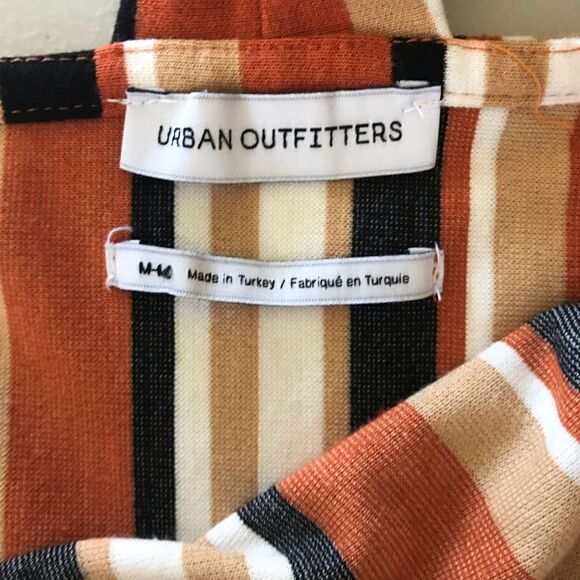 URBAN OUTFITTERS
M-M Made in Turkey / Fabriqué en Turquie